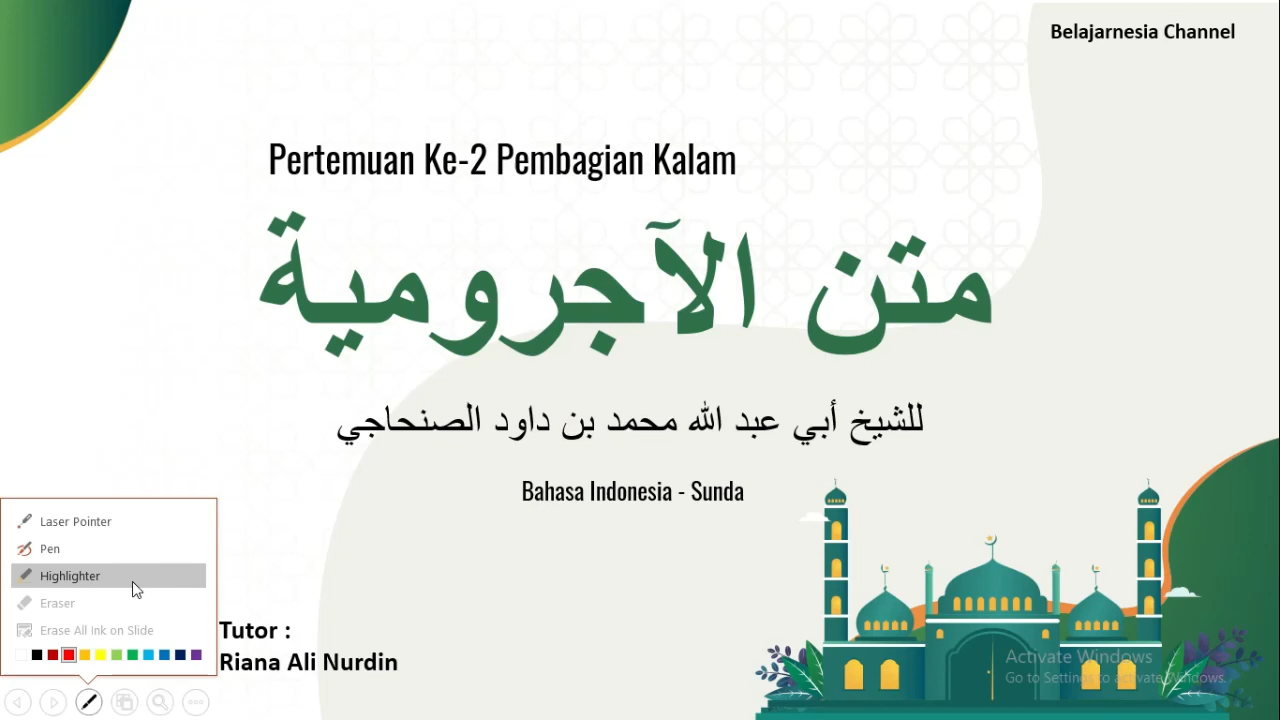 Belajarnesia Channel
Pertemuan Ke-2 Pembagian Kalam
متن الآجرومية
للشيخ أبي عبد الله محمد بن داود الصنحاجي
Bahasa Indonesia - Sunda
Laser Pointer
Pen
Highlighter
Eraser
Erase All Ink on Slide
Tutor :
Riana Ali Nurdin
Activate Windows
Go to Settings to activate Windows.